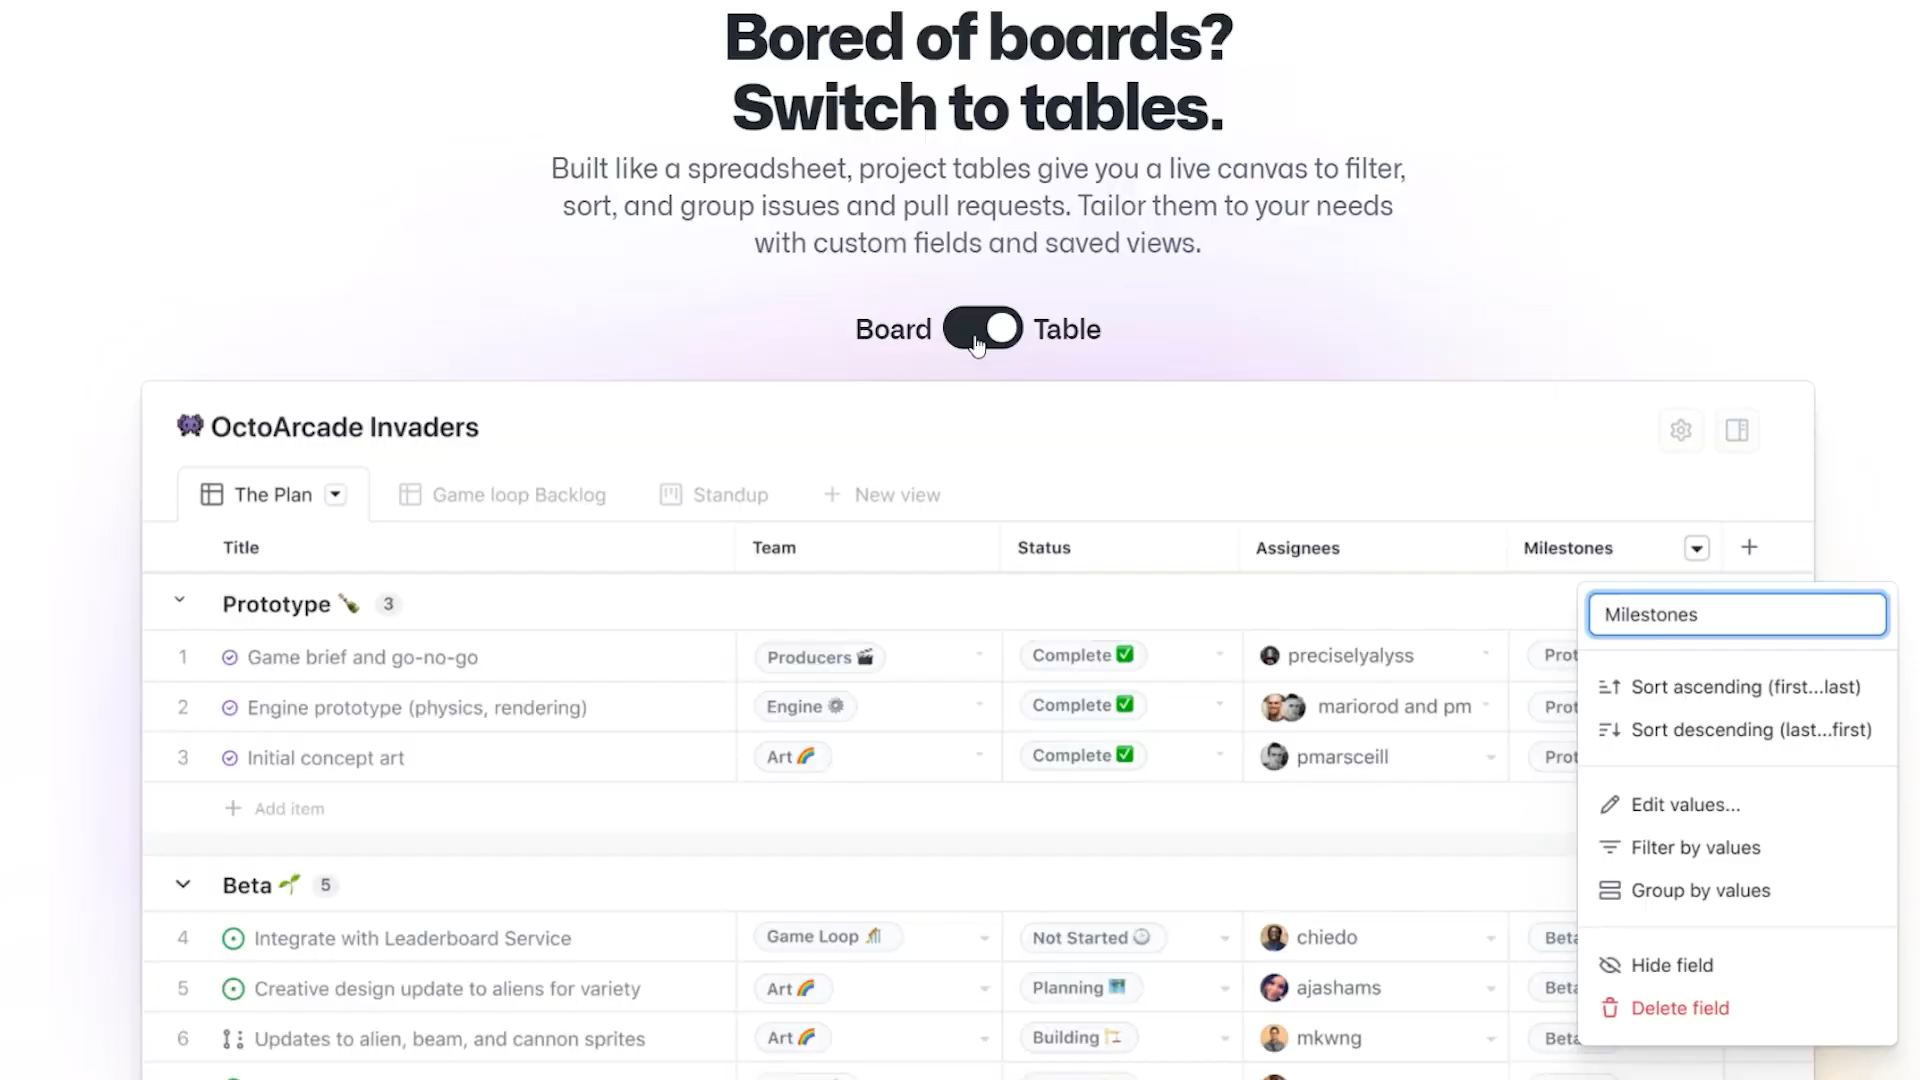 Bored of boards?
Switch to tables.
Built like a spreadsheet, project tables give you a live canvas to filter,
sort, and group issues and pull requests. Tailor them to your needs
with custom fields and saved views.
Board Table
OctoArcade Invaders
The Plan Game loop Backlog Standup New view
Title Team Status Assignees Milestones
Milestones
Sort ascending (first...last)
Sort descending (last...first)
Edit values...
Filter by values
Group by values
Hide field
Delete field
Prototype 3
1 Game brief and go-no-go Producers Complete preciselyalyss Prot
2 Engine prototype (physics, rendering) Engine Complete mariorod and pm Prot
3 Initial concept art Art Complete pmarsceill Prot
Add item
Beta 5
4 Integrate with Leaderboard Service Game Loop Not Started chiedo Beta
5 Creative design update to aliens for variety Art Planning ajashams Beta
6 Updates to alien, beam, and cannon sprites Art Building mkwng Beta